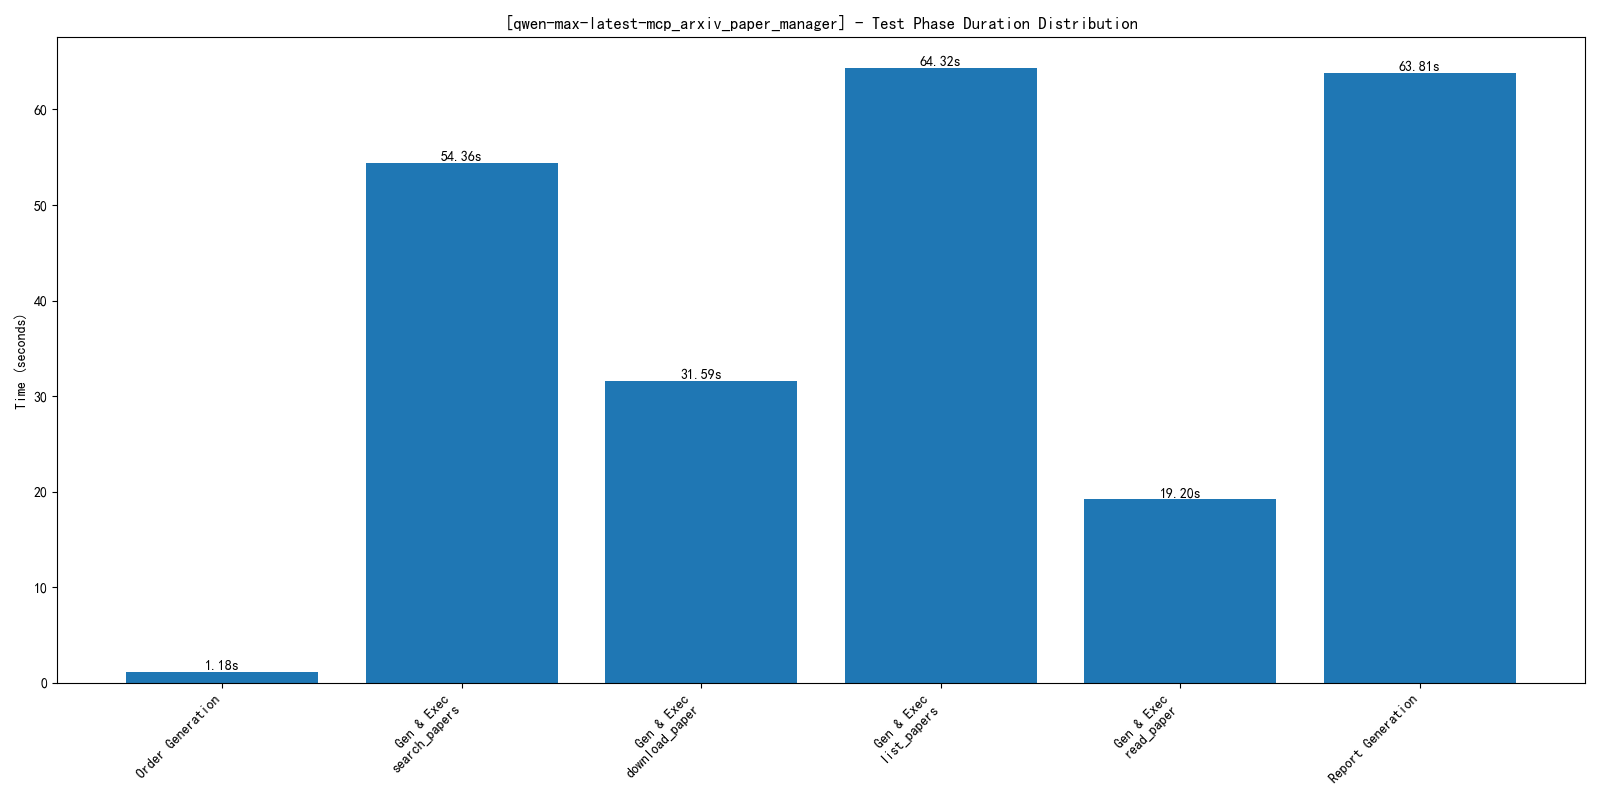 [qwen-max-latest-mcp_arxiv_paper_manager] - Test Phase Duration Distribution
Time (seconds)
60
50
40
30
20
10
0
1.18s
54.36s
31.59s
64.32s
19.20s
63.81s
Order Generation
Gen & Exec
search_papers
Gen & Exec
download_paper
Gen & Exec
list_papers
Gen & Exec
read_paper
Report Generation